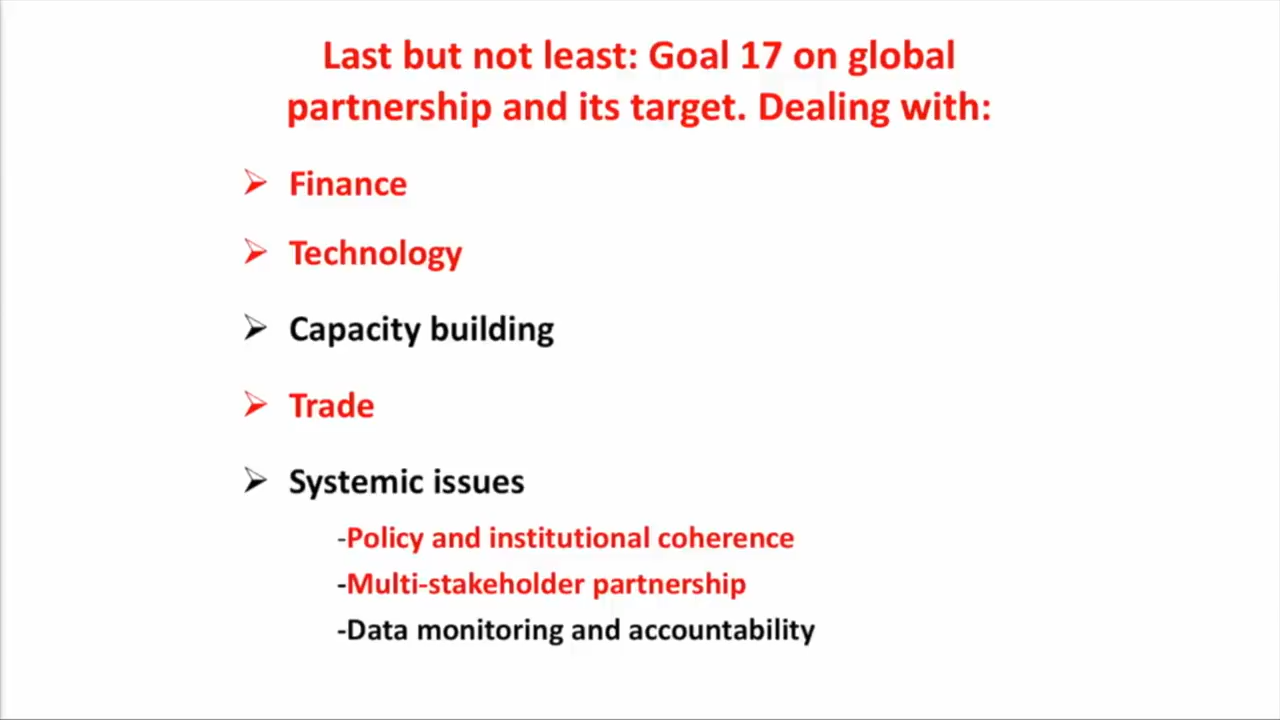 Last but not least: Goal 17 on global
partnership and its target. Dealing with:
Finance
Technology
Capacity building
Trade
Systemic issues
-Policy and institutional coherence
-Multi-stakeholder partnership
-Data monitoring and accountability